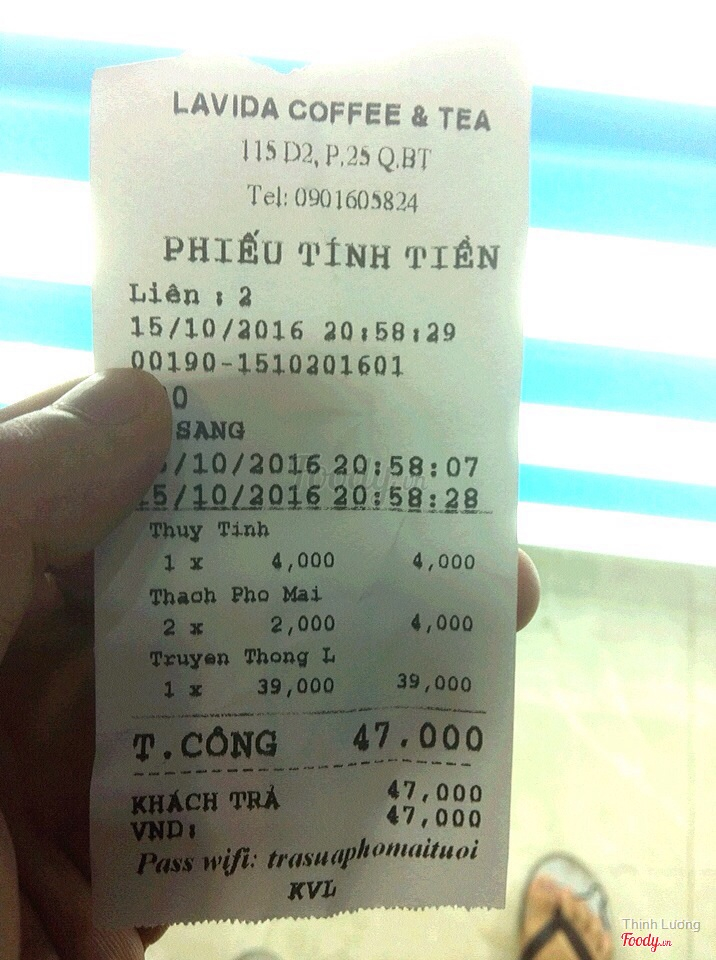 LAVIDA COFFEE & TEA
115 D2, P.25 Q.BT
Tel: 0901605824
PHIẾU TÍNH TIỀN
Liên : 2
15/10/2016 20:58:29
00190-1510201601
0
SANG
/10/2016 20:58:07
15/10/2016 20:58:28
Thuy Tinh
1 x 4,000 4,000
Thach Pho Mai
2 x 2,000 4,000
Truyen Thong L
1 x 39,000 39,000
T.CÔNG 47.000
KHÁCH TRẢ 47,000
VND: 47,000
Pass wifi: trasuaphomaituoi
KVL
Thịnh Lương
Foody.vn